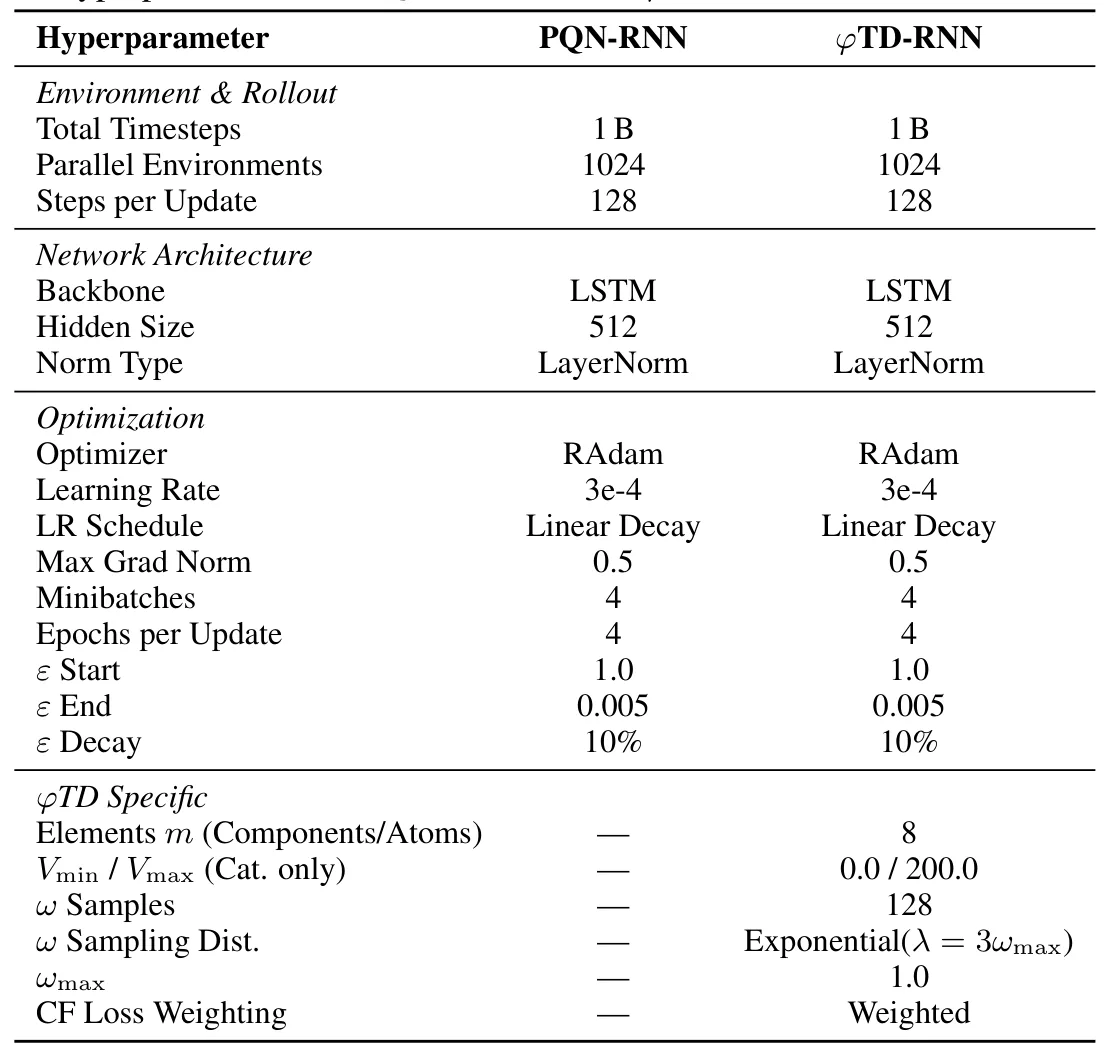 Hyperparameter PQN-RNN φTD-RNN
Environment & Rollout
Total Timesteps 1 B 1 B
Parallel Environments 1024 1024
Steps per Update 128 128
Network Architecture
Backbone LSTM LSTM
Hidden Size 512 512
Norm Type LayerNorm LayerNorm
Optimization
Optimizer RAdam RAdam
Learning Rate 3e-4 3e-4
LR Schedule Linear Decay Linear Decay
Max Grad Norm 0.5 0.5
Minibatches 4 4
Epochs per Update 4 4
ε Start 1.0 1.0
ε End 0.005 0.005
ε Decay 10% 10%
φTD Specific
Elements m (Components/Atoms) — 8
Vmin / Vmax (Cat. only) — 0.0 / 200.0
ω Samples — 128
ω Sampling Dist. — Exponential(λ = 3ωmax)
ωmax — 1.0
CF Loss Weighting — Weighted